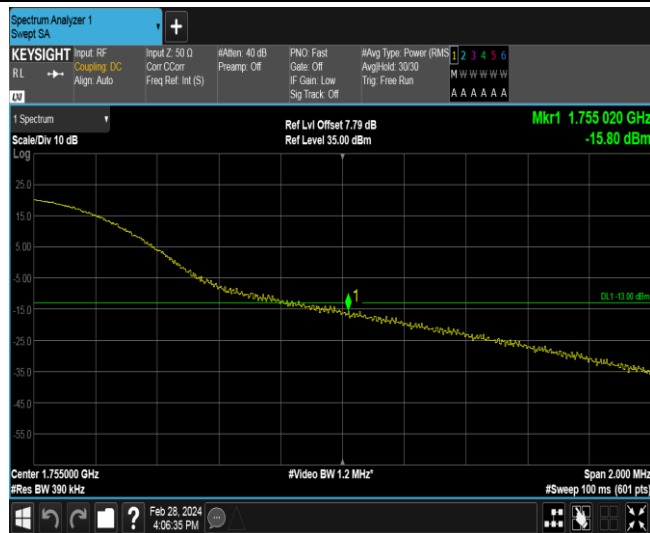 Spectrum Analyzer 1
Swept SA
+
KEYSIGHT
RL
LXI
Input: RF
Coupling: DC
Align: Auto
Input Z: 50 Ω
Corr CCorr
Freq Ref: Int (S)
#Atten: 40 dB
Preamp: Off
PNO: Fast
Gate: Off
IF Gain: Low
Sig Track: Off
#Avg Type: Power (RMS
Avg|Hold: 30/30
Trig: Free Run
1 2 3 4 5 6
M W W W W W
A A A A A A
1 Spectrum
Scale/Div 10 dB
Log
Ref Lvl Offset 7.79 dB
Ref Level 35.00 dBm
Mkr1 1.755 020 GHz
-15.80 dBm
25.0
15.0
5.00
-5.00
-15.0
-25.0
-35.0
-45.0
-55.0
1
DL1 -13.00 dBm
Center 1.755000 GHz
#Res BW 390 kHz
#Video BW 1.2 MHz*
Span 2.000 MHz
#Sweep 100 ms (601 pts)
?
Feb 28, 2024
4:06:35 PM